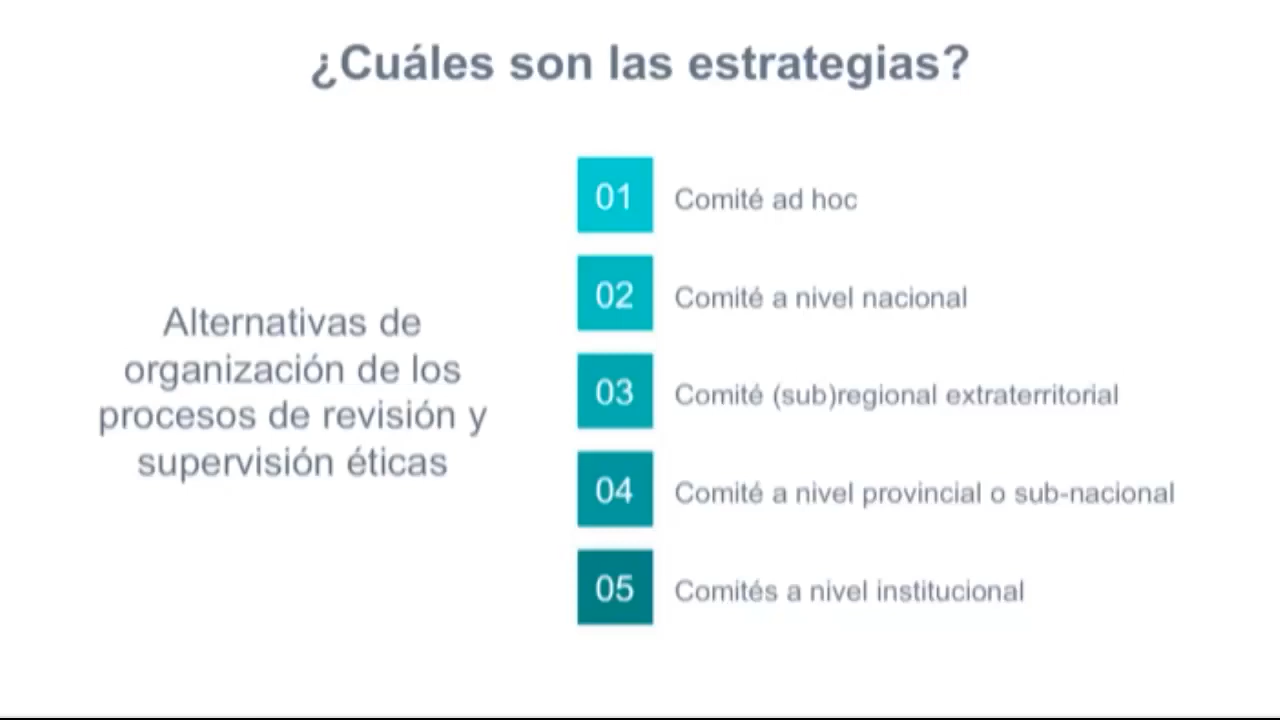 ¿Cuáles son las estrategias?
Alternativas de
organización de los
procesos de revisión y
supervisión éticas
01 Comité ad hoc
02 Comité a nivel nacional
03 Comité (sub)regional extraterritorial
04 Comité a nivel provincial o sub-nacional
05 Comités a nivel institucional